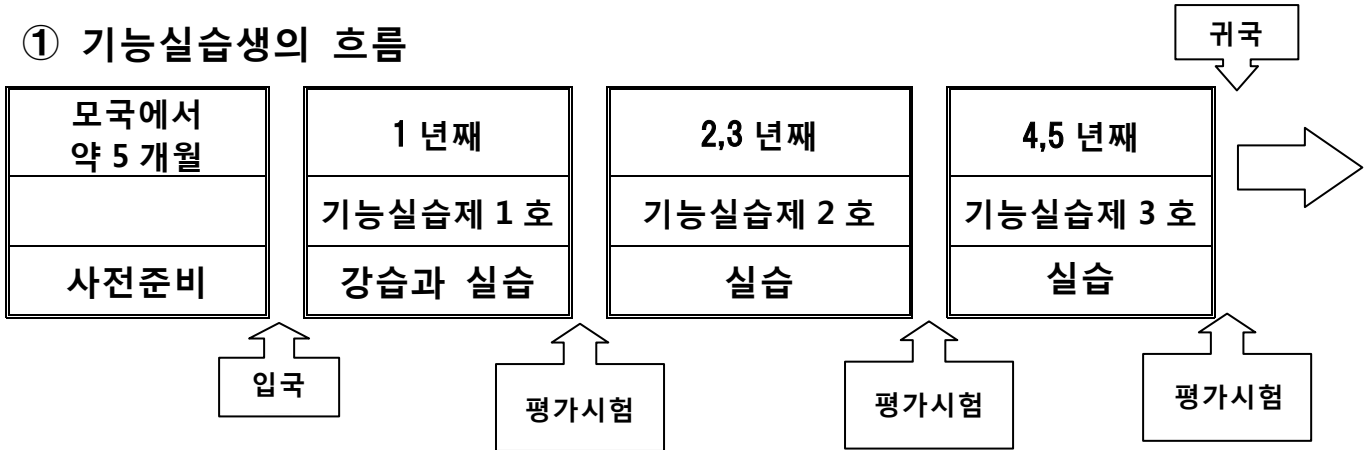 ① 기능실습생의 흐름
귀국
모국에서
약 5 개월
1 년째
2,3 년째
4,5 년째
기능실습제 1 호
기능실습제 2 호
기능실습제 3 호
사전준비
강습과 실습
실습
실습
입국
평가시험
평가시험
평가시험